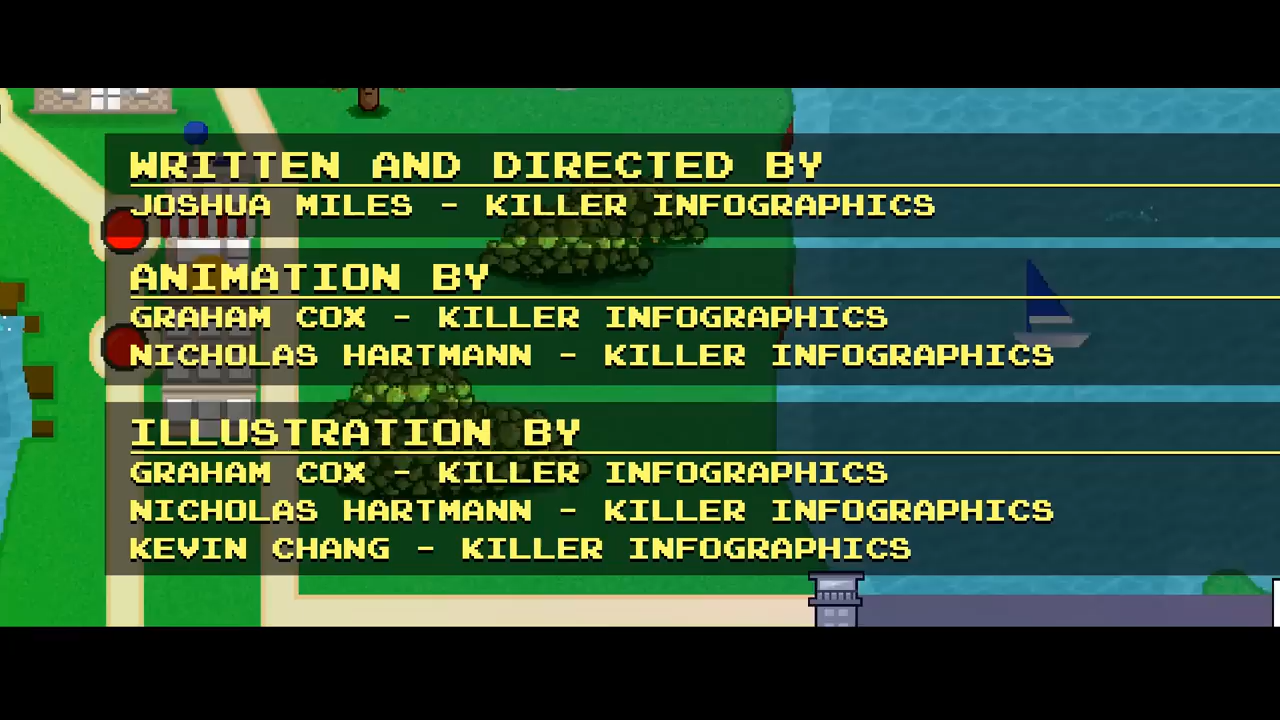 WRITTEN AND DIRECTED BY
JOSHUA MILES - KILLER INFOGRAPHICS
ANIMATION BY
GRAHAM COX - KILLER INFOGRAPHICS
NICHOLAS HARTMANN - KILLER INFOGRAPHICS
ILLUSTRATION BY
GRAHAM COX - KILLER INFOGRAPHICS
NICHOLAS HARTMANN - KILLER INFOGRAPHICS
KEVIN CHANG - KILLER INFOGRAPHICS